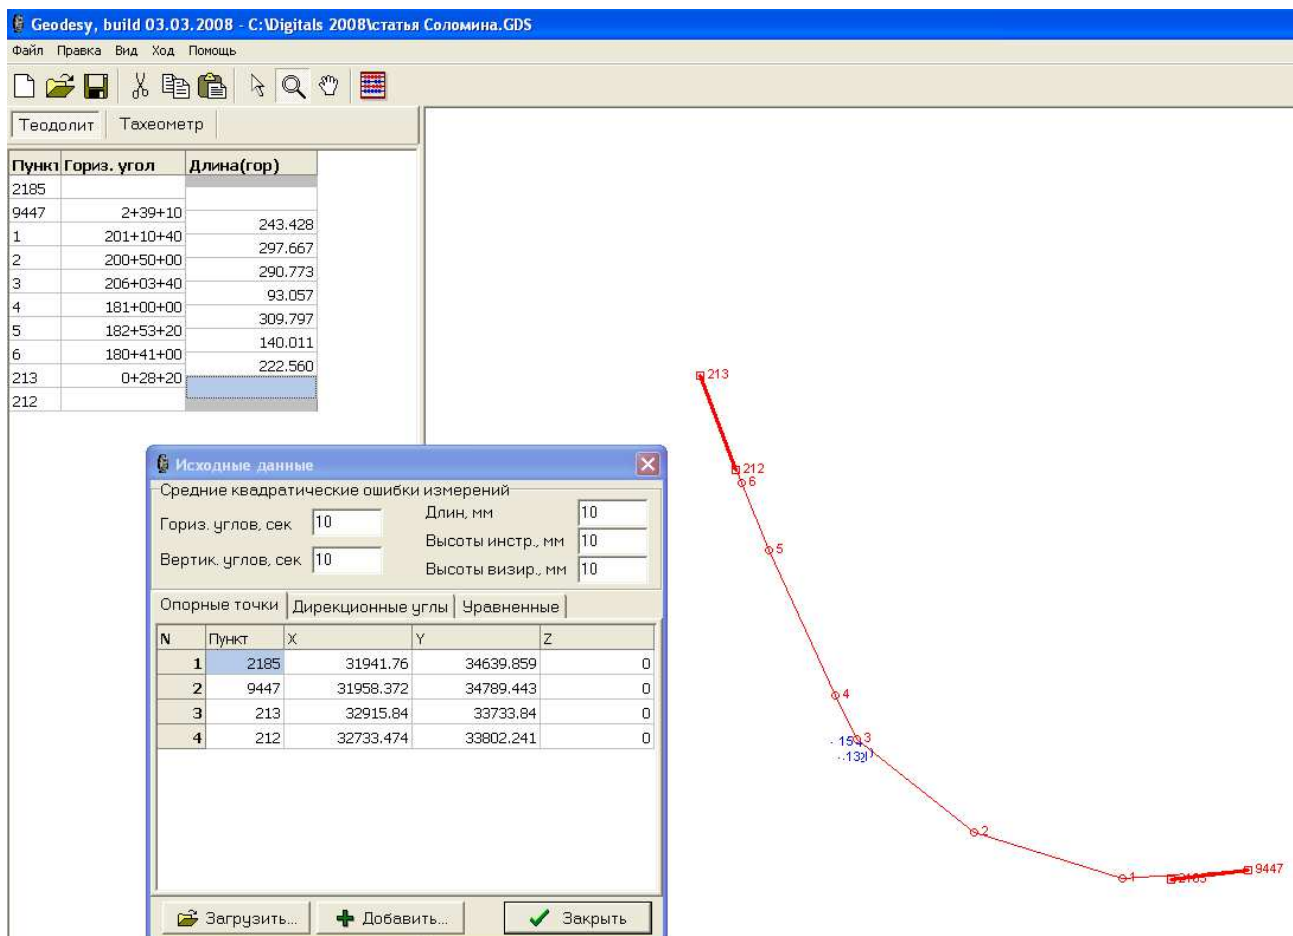 Geodesy, build 03.03.2008 - C:\Digitals 2008\статья Соломина.GDS
Файл Правка Вид Ход Помощь
Теодолит Тахеометр
Пункт Гориз. угол Длина(гор)
2185
9447 2+39+10
243.428
1 201+10+40
297.667
2 200+50+00
290.773
3 206+03+40
93.057
4 181+00+00
309.797
5 182+53+20
140.011
6 180+41+00
222.560
213 0+28+20
212
Исходные данные
Средние квадратические ошибки измерений
Гориз. углов, сек 10
Длин, мм 10
Высоты инстр., мм 10
Вертик. углов, сек 10
Высоты визир., мм 10
Опорные точки Дирекционные углы Уравненные
N Пункт X Y Z
1 2185 31941.76 34639.859 0
2 9447 31958.372 34789.443 0
3 213 32915.84 33733.84 0
4 212 32733.474 33802.241 0
Загрузить... Добавить... Закрыть
213
212
6
5
4
3
2
1
2185
9447